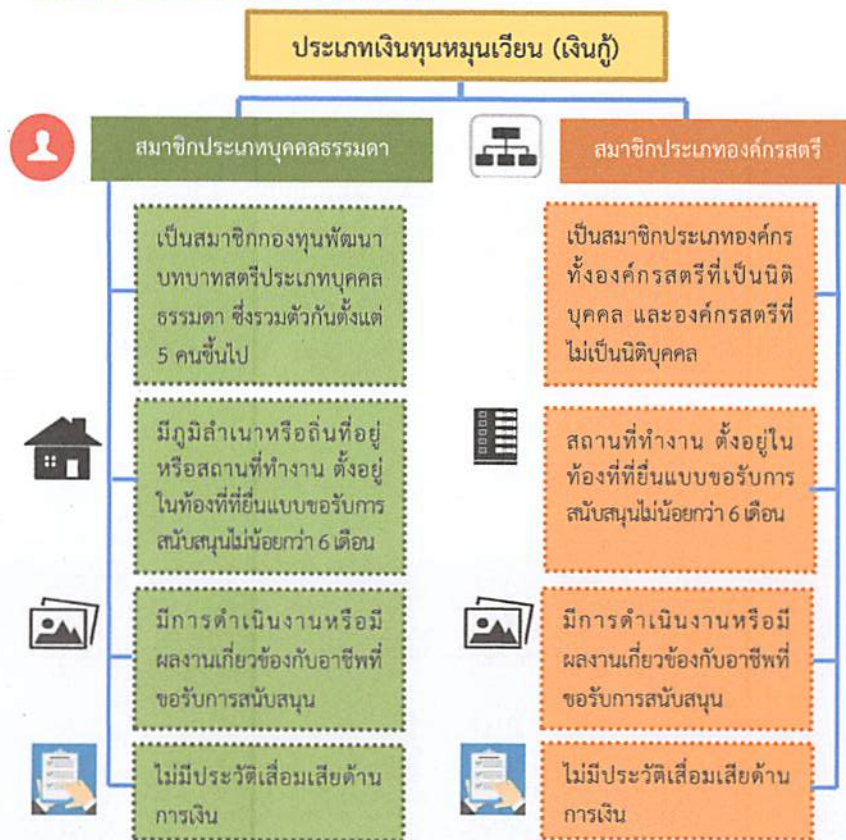 ประเภทเงินทุนหมุนเวียน (เงินกู้)
สมาชิกประเภทบุคคลธรรมดา
เป็นสมาชิกกองทุนพัฒนา
บทบาทสตรีประเภทบุคคล
ธรรมดา ซึ่งรวมตัวกันตั้งแต่
5 คนขึ้นไป
มีภูมิลำเนาหรือถิ่นที่อยู่
หรือสถานที่ทำงาน ตั้งอยู่
ในท้องที่ที่ยื่นแบบขอรับการ
สนับสนุนไม่น้อยกว่า 6 เดือน
มีการดำเนินงานหรือมี
ผลงานเกี่ยวข้องกับอาชีพที่
ขอรับการสนับสนุน
ไม่มีประวัติเสื่อมเสียด้าน
การเงิน
สมาชิกประเภทองค์กรสตรี
เป็นสมาชิกประเภทองค์กร
ทั้งองค์กรสตรีที่เป็นนิติ
บุคคล และองค์กรสตรีที่
ไม่เป็นนิติบุคคล
สถานที่ทำงาน ตั้งอยู่ใน
ท้องที่ที่ยื่นแบบขอรับการ
สนับสนุนไม่น้อยกว่า 6 เดือน
มีการดำเนินงานหรือมี
ผลงานเกี่ยวข้องกับอาชีพที่
ขอรับการสนับสนุน
ไม่มีประวัติเสื่อมเสียด้าน
การเงิน